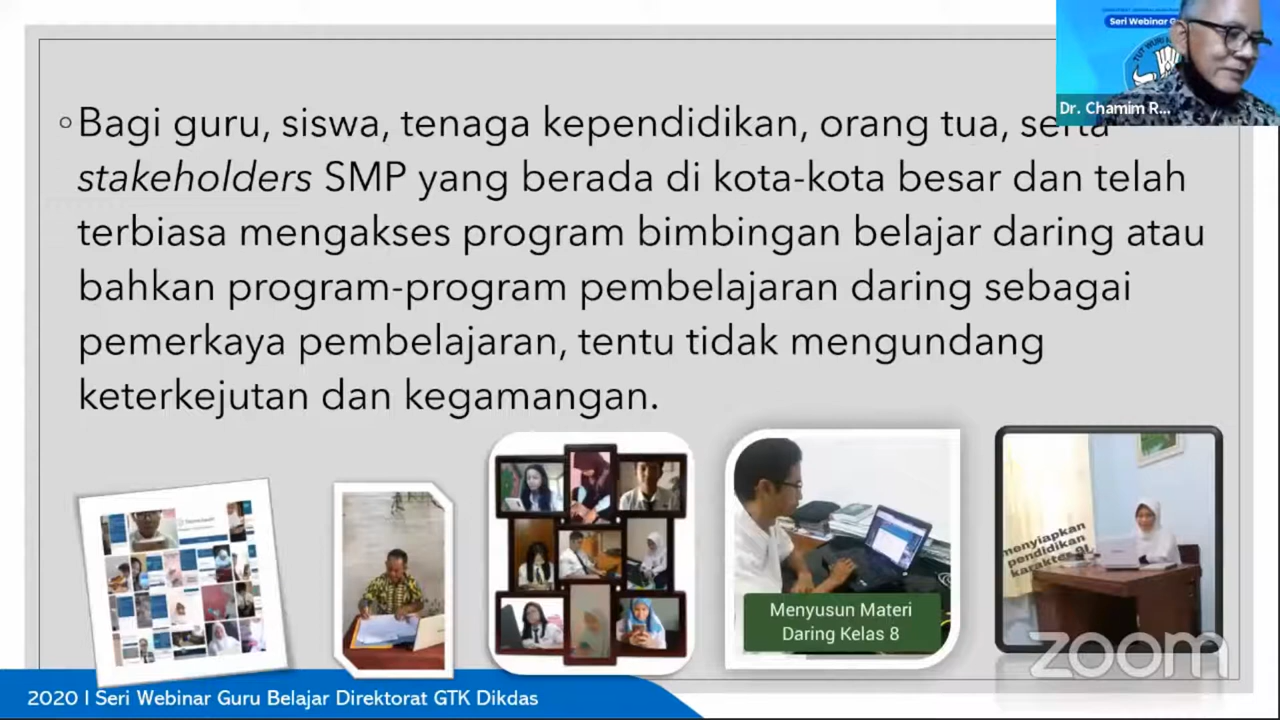 Seri Webinar G
TUT WURI
Dr. Chamim R...
Bagi guru, siswa, tenaga kependidikan, orang tua, serta
stakeholders SMP yang berada di kota-kota besar dan telah
terbiasa mengakses program bimbingan belajar daring atau
bahkan program-program pembelajaran daring sebagai
pemerkaya pembelajaran, tentu tidak mengundang
keterkejutan dan kegamangan.
Menyusun Materi
Daring Kelas 8
menyiapkan
pendidikan
karakter
zoom
2020 I Seri Webinar Guru Belajar Direktorat GTK Dikdas